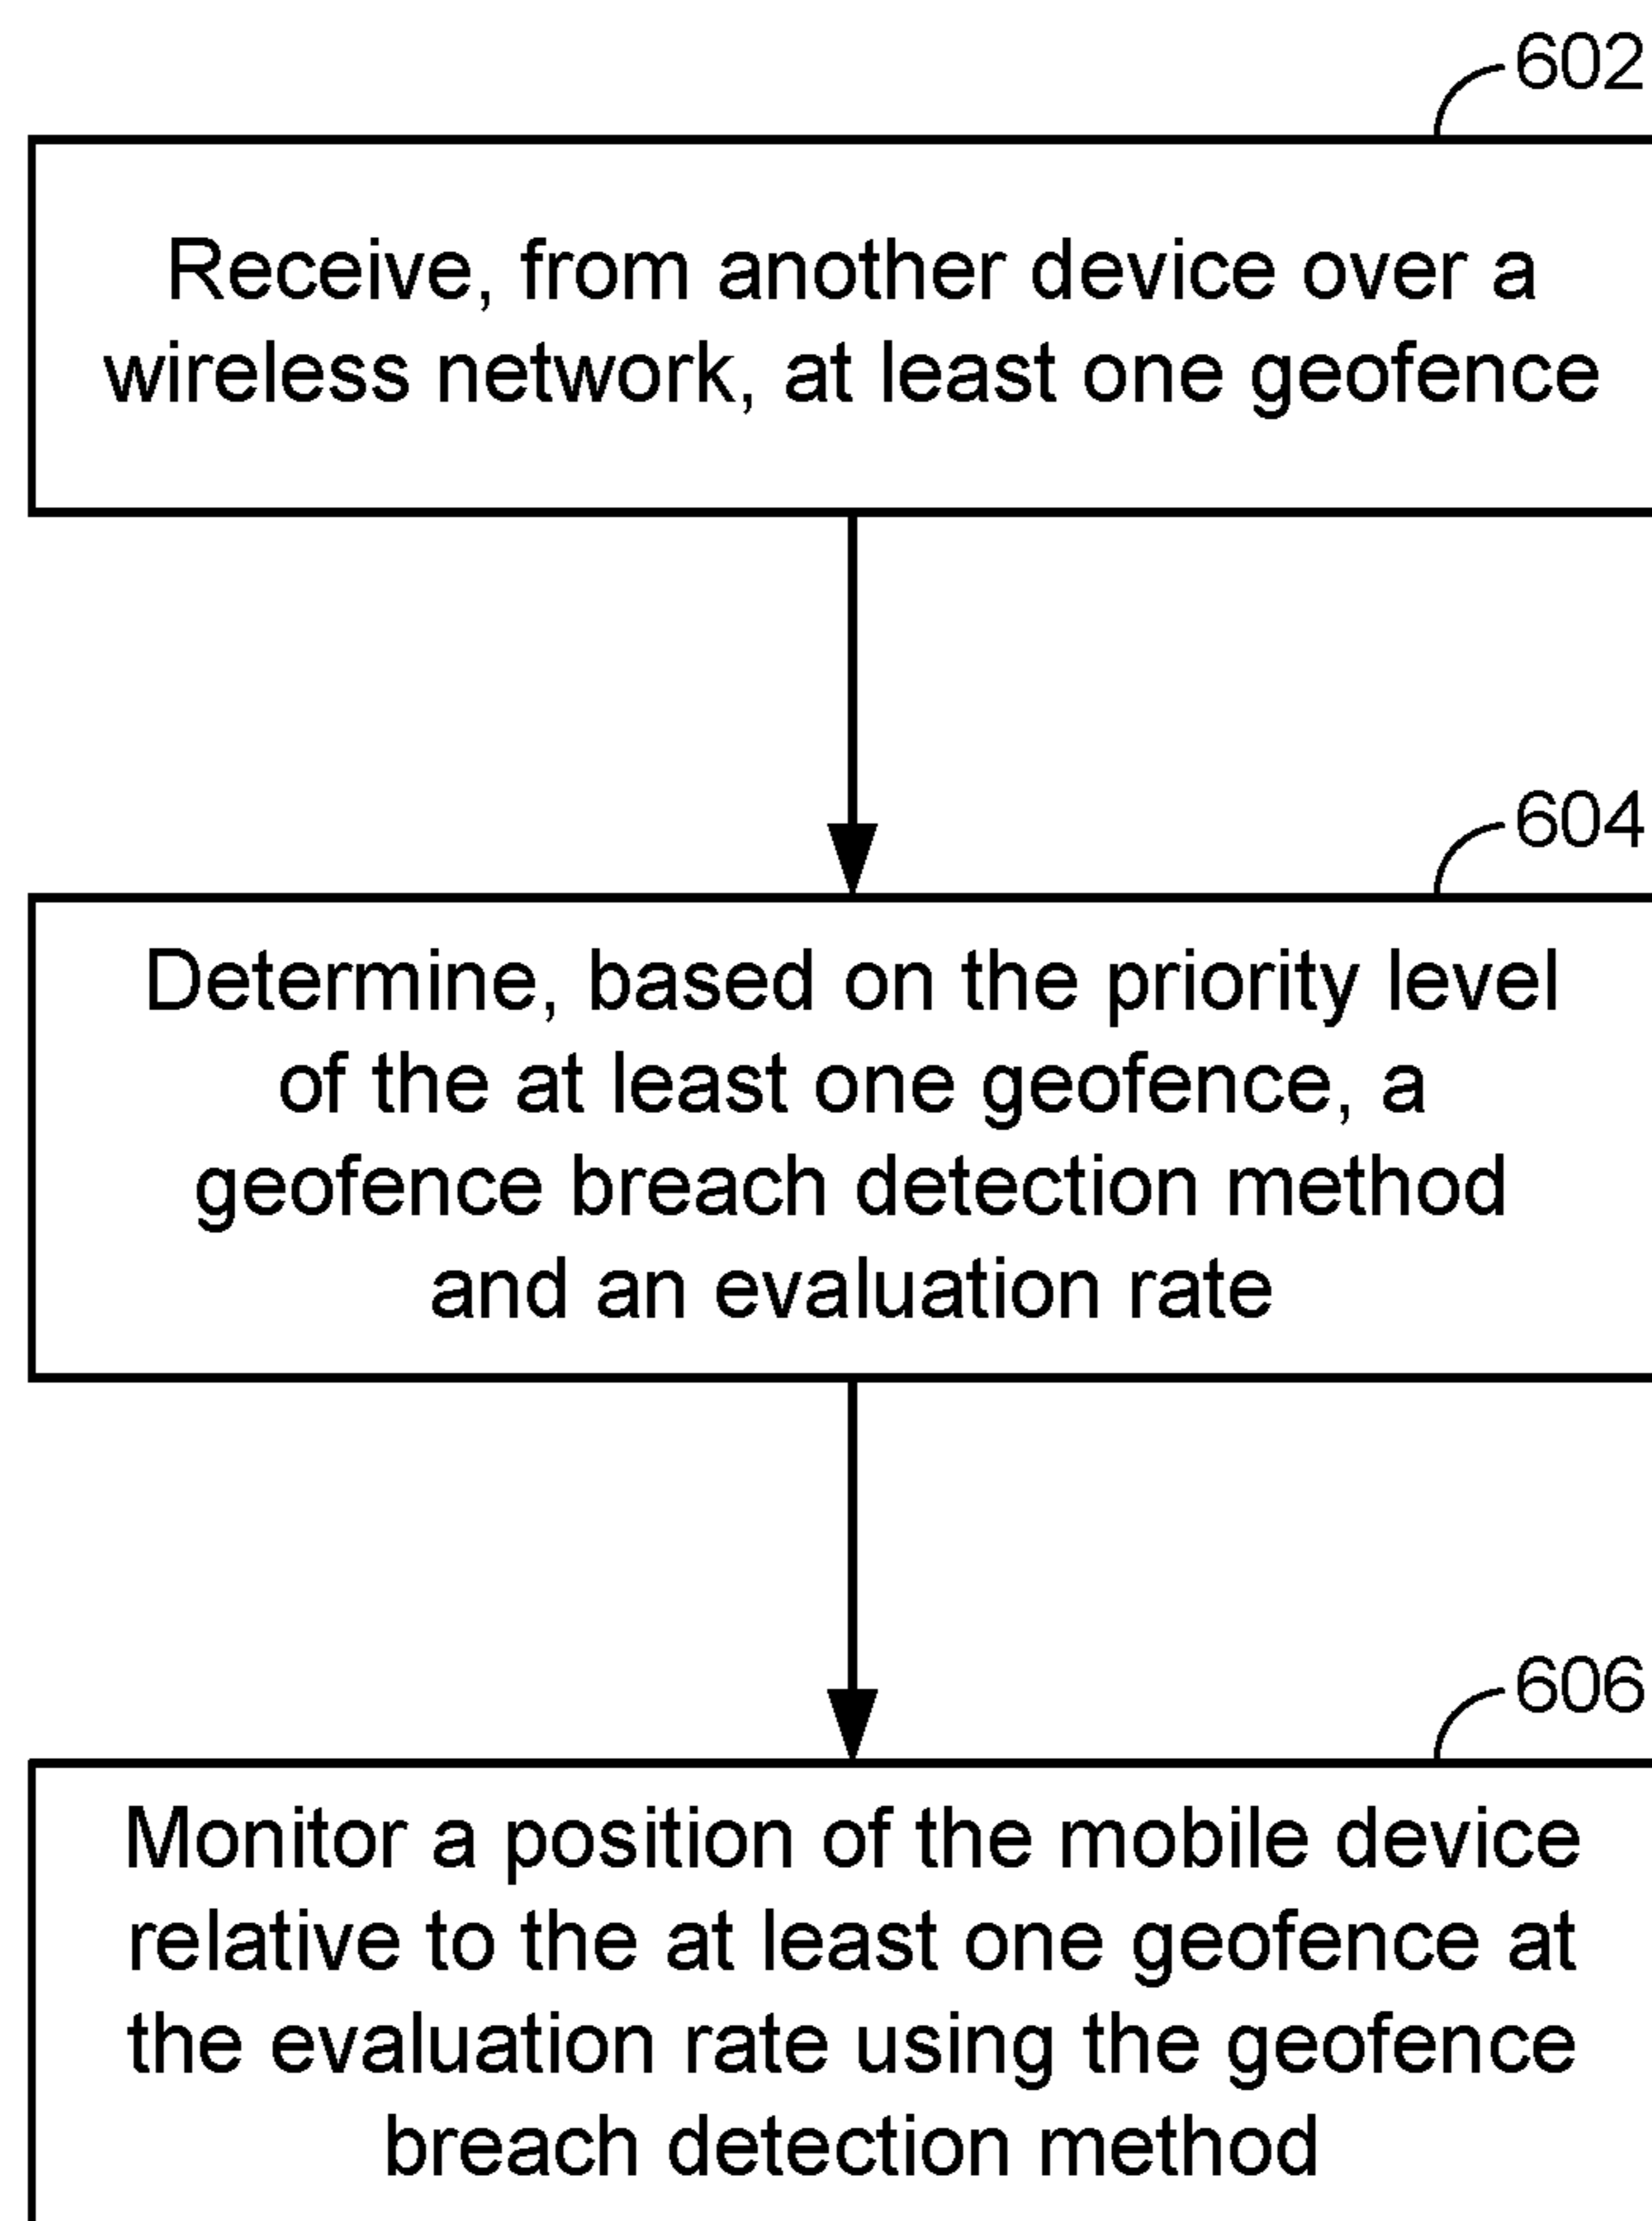 602
Receive, from another device over a
wireless network, at least one geofence
604
Determine, based on the priority level
of the at least one geofence, a
geofence breach detection method
and an evaluation rate
606
Monitor a position of the mobile device
relative to the at least one geofence at
the evaluation rate using the geofence
breach detection method